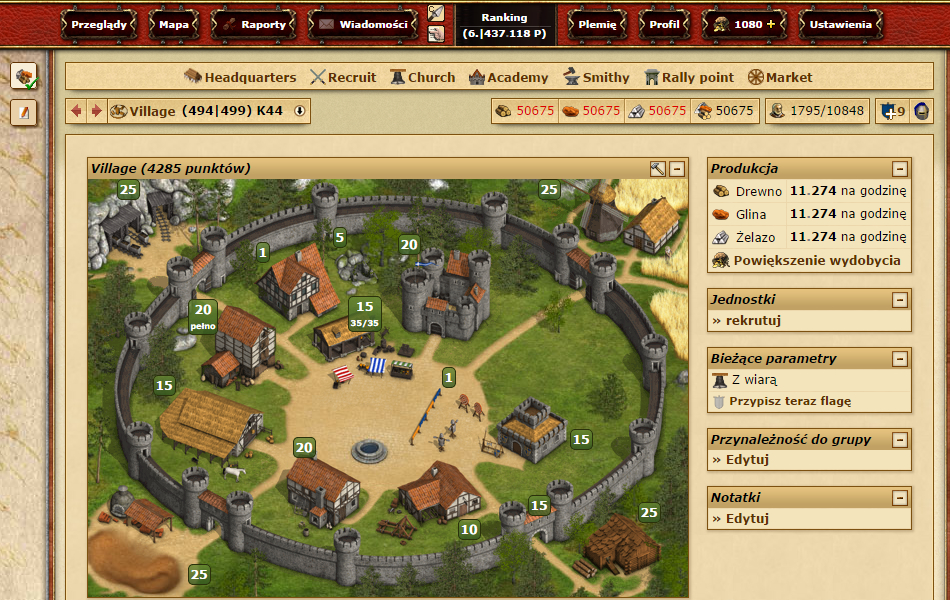 Przeglądy
Mapa
Raporty
Wiadomości
Ranking
(6.|437.118 P)
Plemię
Profil
1080 +
Ustawienia
Headquarters Recruit Church Academy Smithy Rally point Market
Village (494|499) K44
50675 50675 50675 50675
1795/10848
9
Village (4285 punktów)
25
25
5
1
20
20
pełno
15
35/35
15
1
20
15
15
10
25
25
Produkcja
Drewno 11.274 na godzinę
Glina 11.274 na godzinę
Żelazo 11.274 na godzinę
Powiększenie wydobycia
Jednostki
» rekrutuj
Bieżące parametry
Z wiarą
Przypisz teraz flagę
Przynależność do grupy
» Edytuj
Notatki
» Edytuj